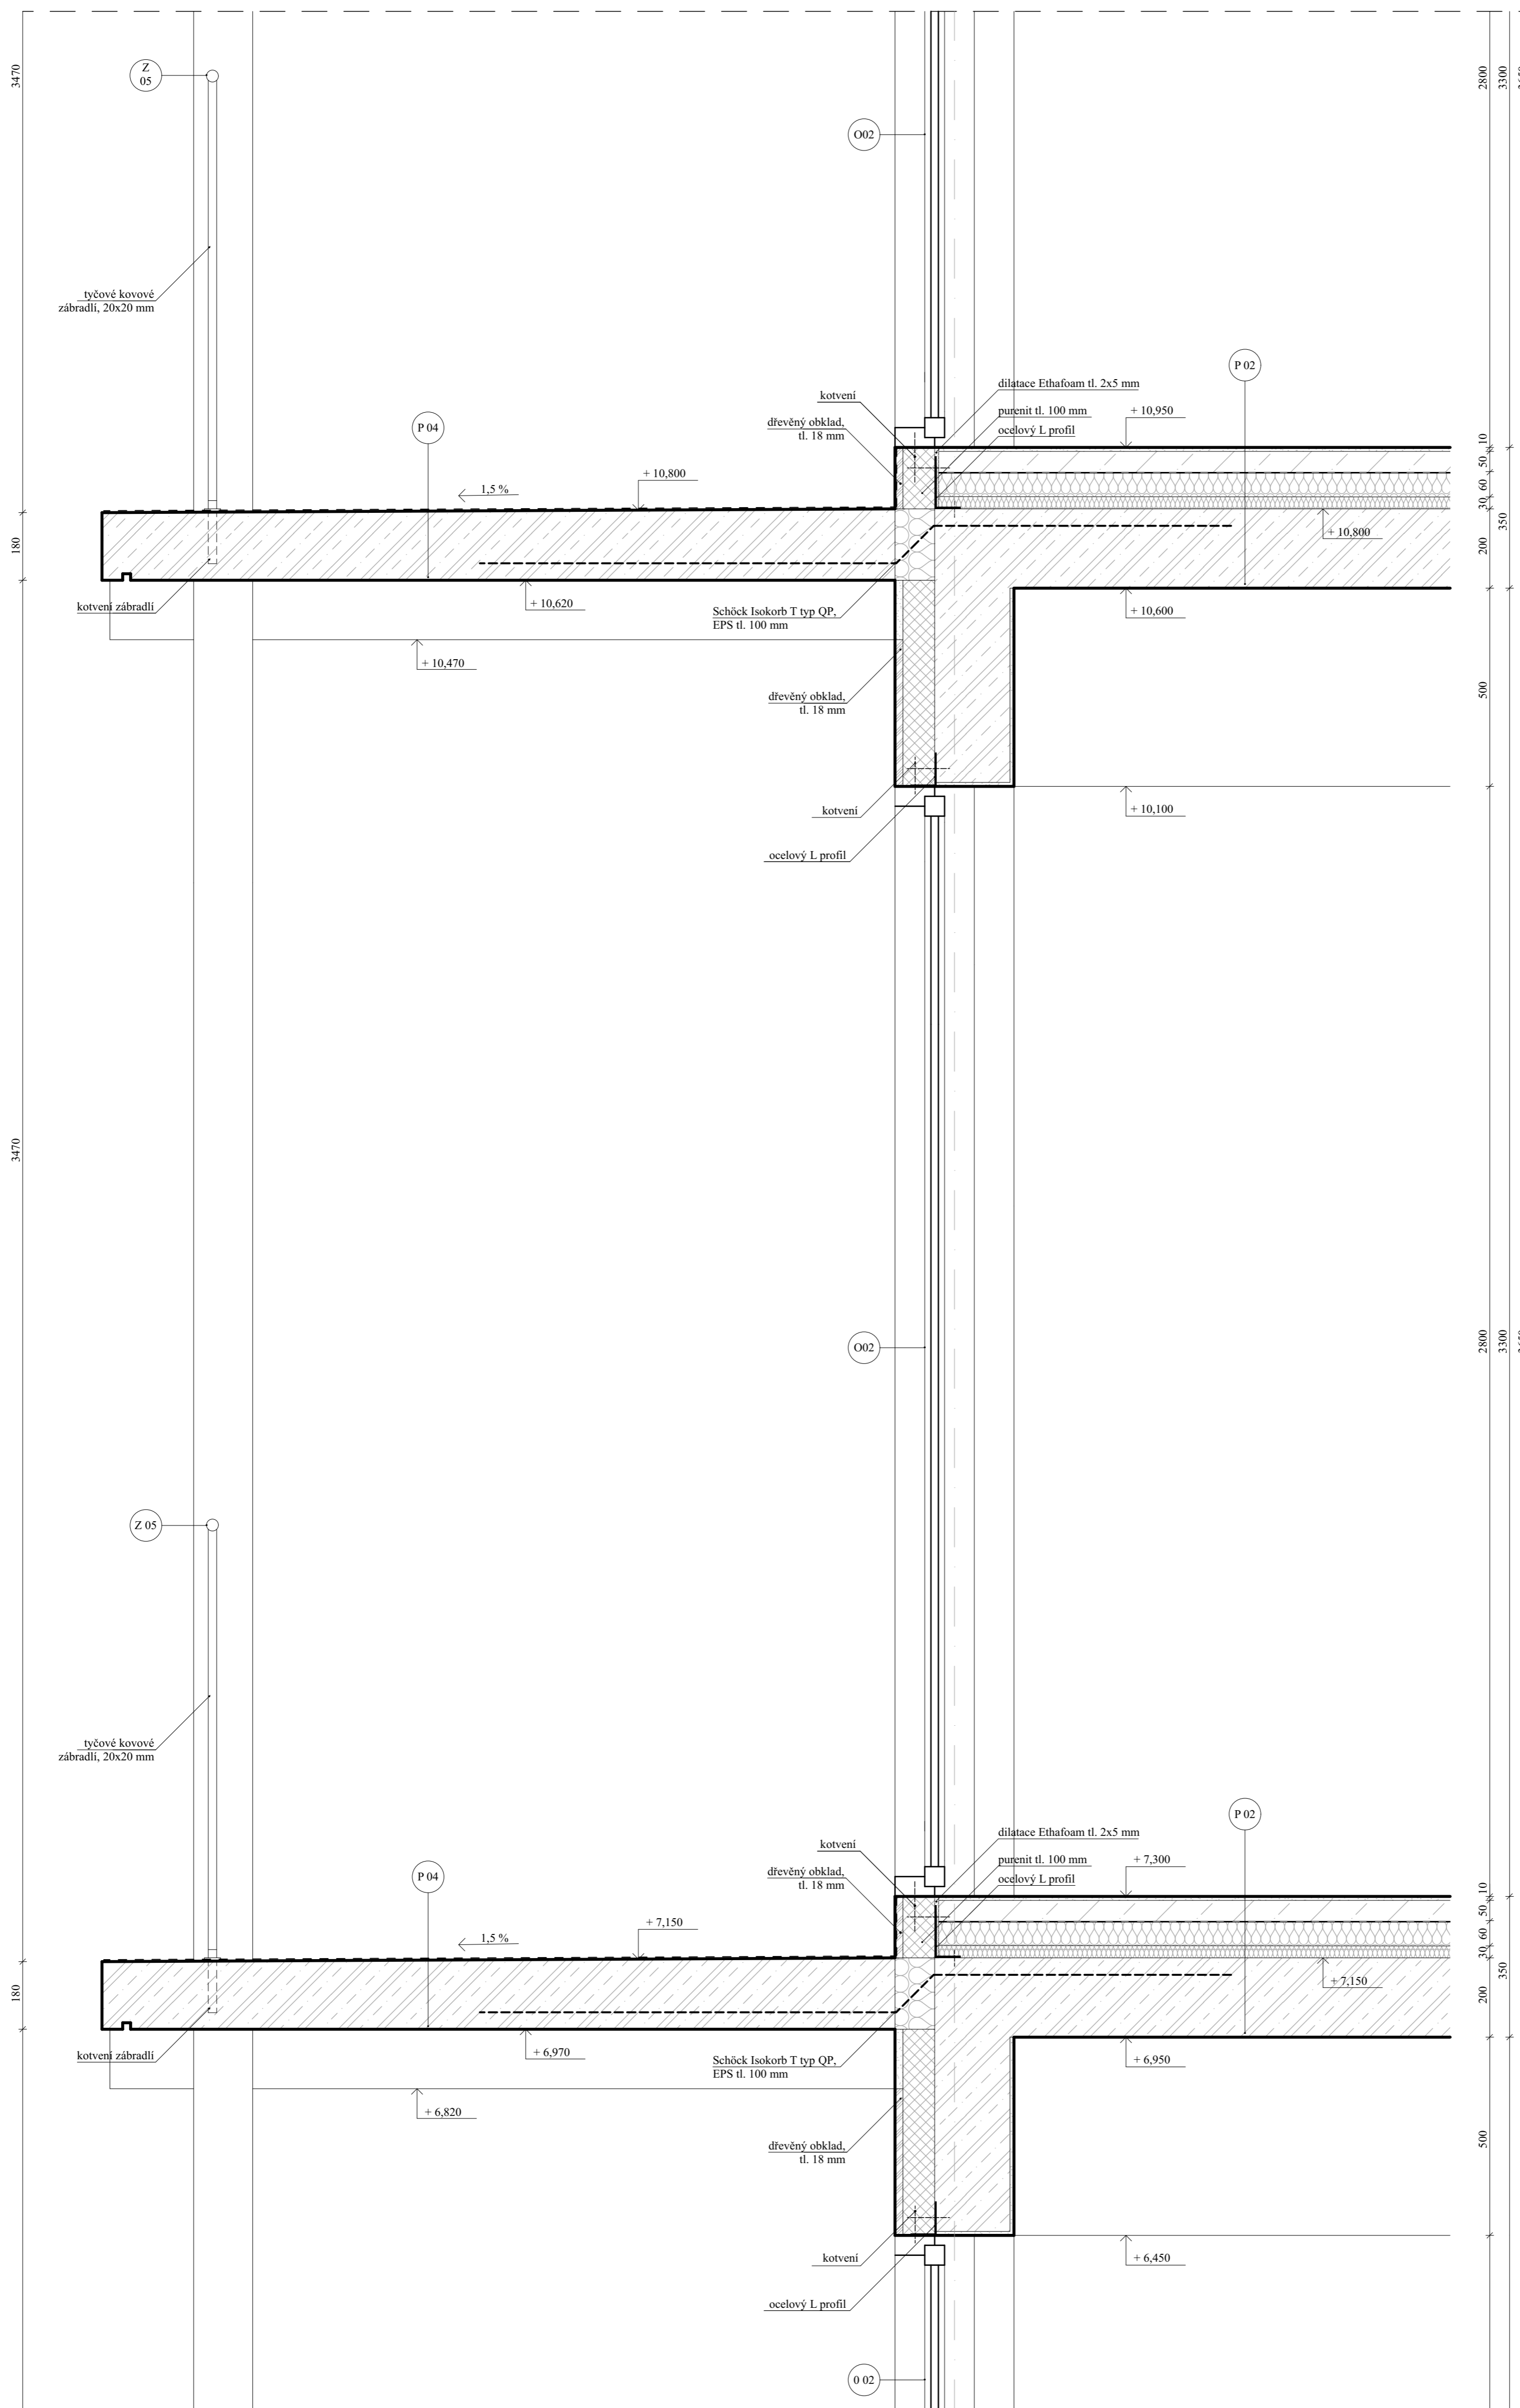 3470
Z
05
O02
2800
3300
tyčové kovové
zábradlí, 20x20 mm
P 02
dilatace Ethafoam tl. 2x5 mm
kotvení
purenit tl. 100 mm
+ 10,950
dřevěný obklad,
tl. 18 mm
ocelový L profil
P 04
10
50
60
30
+ 10,800
1,5 %
+ 10,800
350
180
200
kotvení zábradlí
+ 10,620
Schöck Isokorb T typ QP,
EPS tl. 100 mm
+ 10,600
+ 10,470
dřevěný obklad,
tl. 18 mm
500
kotvení
+ 10,100
ocelový L profil
3470
O02
2800
3300
Z 05
tyčové kovové
zábradlí, 20x20 mm
P 02
dilatace Ethafoam tl. 2x5 mm
kotvení
purenit tl. 100 mm
+ 7,300
dřevěný obklad,
tl. 18 mm
ocelový L profil
P 04
10
50
60
30
+ 7,150
1,5 %
+ 7,150
350
180
200
kotvení zábradlí
+ 6,970
Schöck Isokorb T typ QP,
EPS tl. 100 mm
+ 6,950
+ 6,820
dřevěný obklad,
tl. 18 mm
500
kotvení
+ 6,450
ocelový L profil
0 02